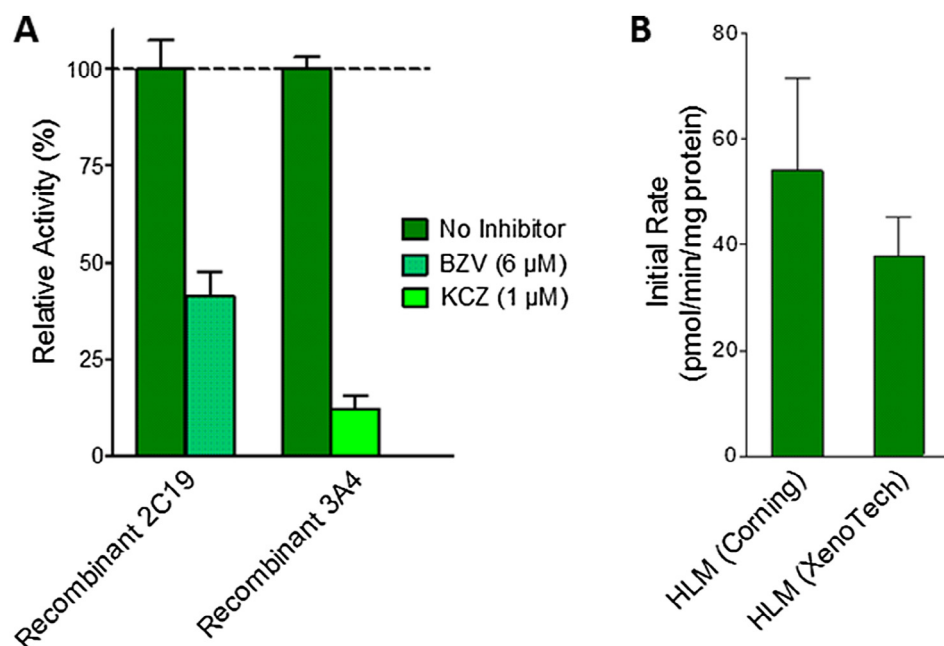 A
Relative Activity (%)
100
75
50
25
0
Recombinant 2C19
Recombinant 3A4
No Inhibitor
BZV (6 µM)
KCZ (1 µM)
B
Initial Rate
(pmol/min/mg protein)
80
60
40
20
0
HLM (Corning)
HLM (XenoTech)